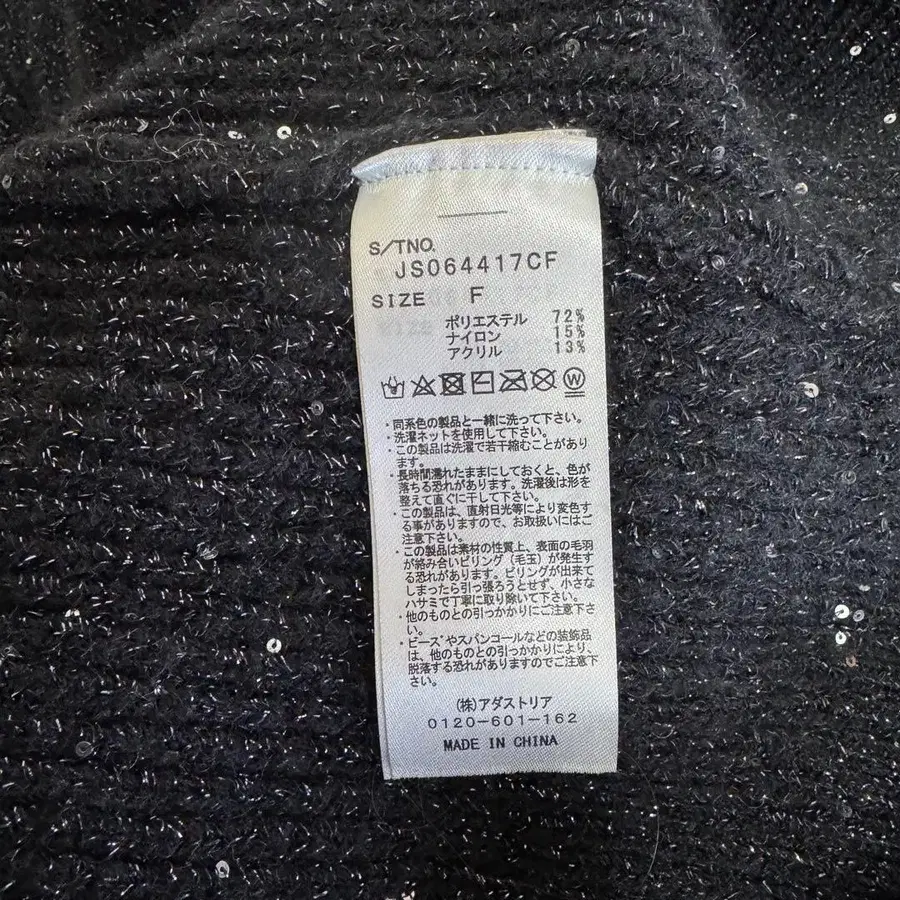 S/TNO.
JS064417CF
SIZE F
ポリエステル 72%
ナイロン 15%
アクリル 13%
・同系色の製品と一緒に洗って下さい。
・洗濯ネットを使用して下さい。
・この製品は洗濯で若干縮むことがあり
ます。
・長時間濡れたままにしておくと、色が
落ちる恐れがあります。洗濯後は形を
整えて直ぐに干して下さい。
・この製品は、直射日光等により変色す
る事がありますので、お取扱いにはご
注意下さい。
・この製品は素材の性質上、表面の毛羽
が絡み合いピリング（毛玉）が発生す
る恐れがあります。ピリングが出来て
しまったら引っ張ろうとせず、小さな
ハサミで丁寧に取り除いて下さい。
・他のものとの引っかかりにご注意下さ
い。
・ビーズやスパンコールなどの装飾品
は、他のものとの引っかかりにより、
脱落する恐れがありますのでご注意下
さい。
(株)アダストリア
0120-601-162
MADE IN CHINA